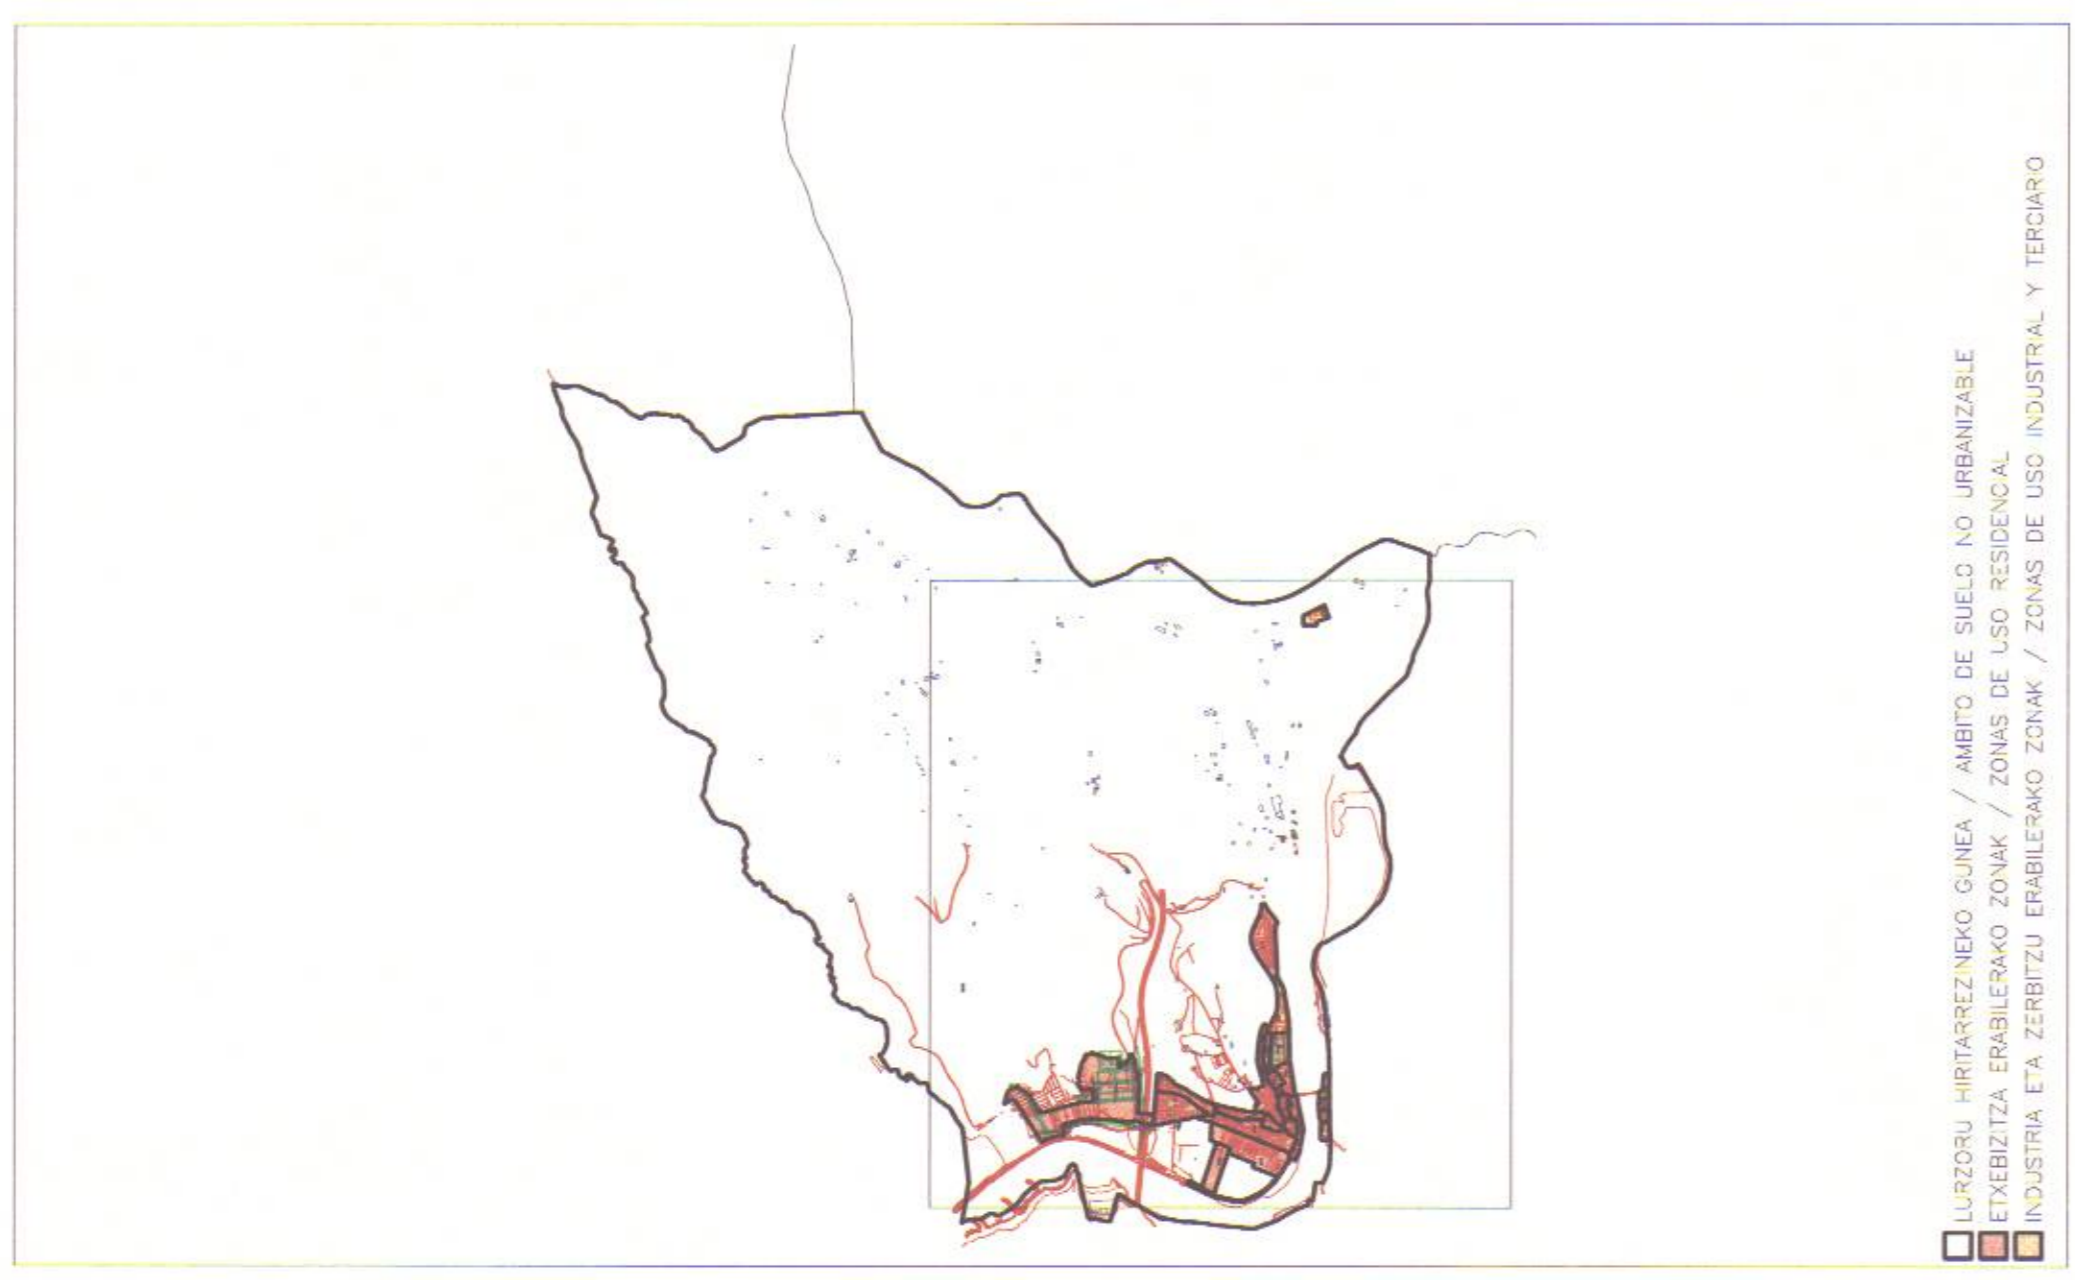 LURZORU HIRITARREZINEKO GUNEA / AMBITO DE SUELO NO URBANIZABLE
ETXEBIZITZA ERABILERAKO ZONAK / ZONAS DE USO RESIDENCIAL
INDUSTRIA ETA ZERBITZU ERABILERAKO ZONAK / ZONAS DE USO INDUSTRIAL Y TERCIARIO